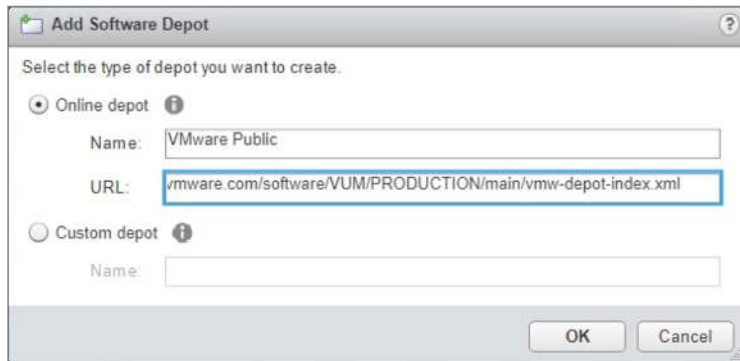 Add Software Depot
?
Select the type of depot you want to create.
Online depot
Name: VMware Public
URL: vmware.com/software/VUM/PRODUCTION/main/vmw-depot-index.xml
Custom depot
Name:
OK Cancel